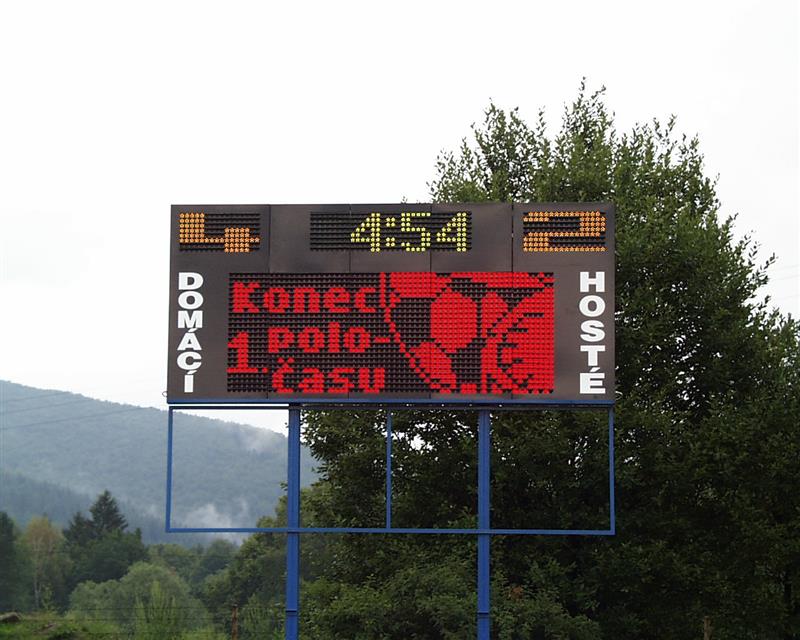 4 4:54 2
DOMÁCÍ
HOSTÉ
Konec
1. polo-
času